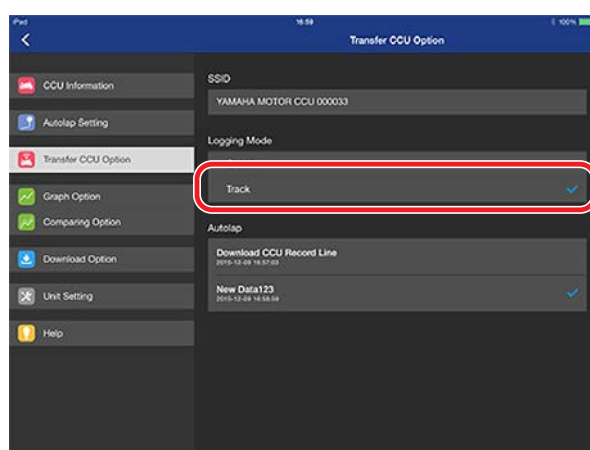 iPad 16:59 100%
Transfer CCU Option
CCU Information
Autolap Setting
Transfer CCU Option
Graph Option
Comparing Option
Download Option
Unit Setting
Help
SSID
YAMAHA MOTOR CCU 000033
Logging Mode
Track
Autolap
Download CCU Record Line
2015-12-09 16:57:03
New Data123
2015-12-09 16:58:59